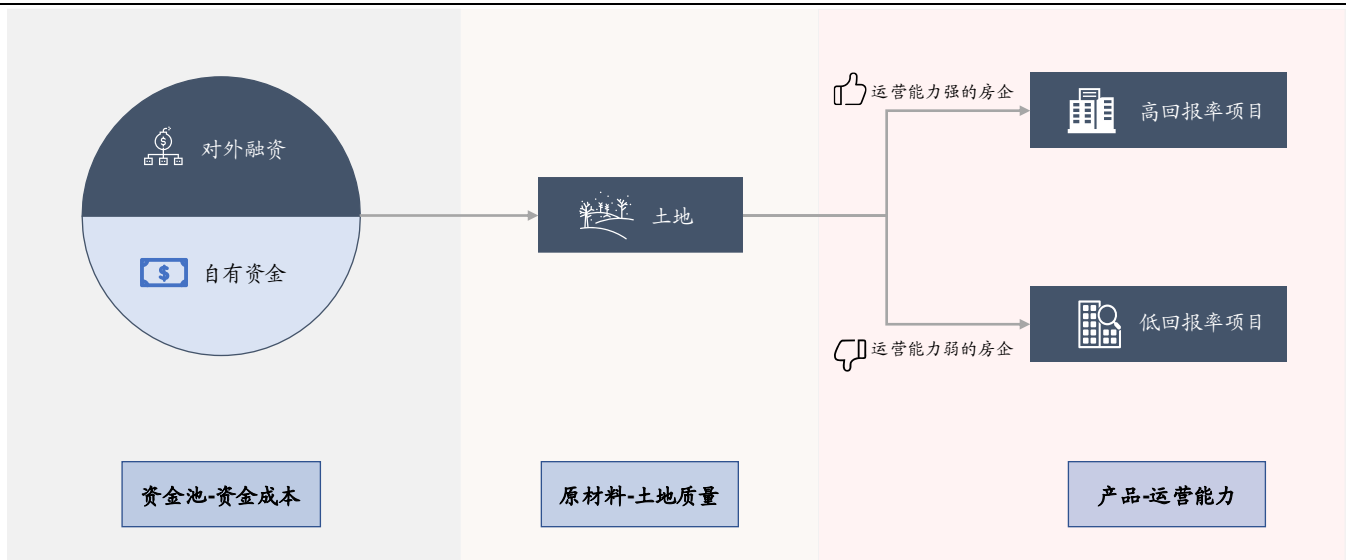 对外融资
自有资金
土地
运营能力强的房企
高回报率项目
运营能力弱的房企
低回报率项目
资金池-资金成本
原材料-土地质量
产品-运营能力